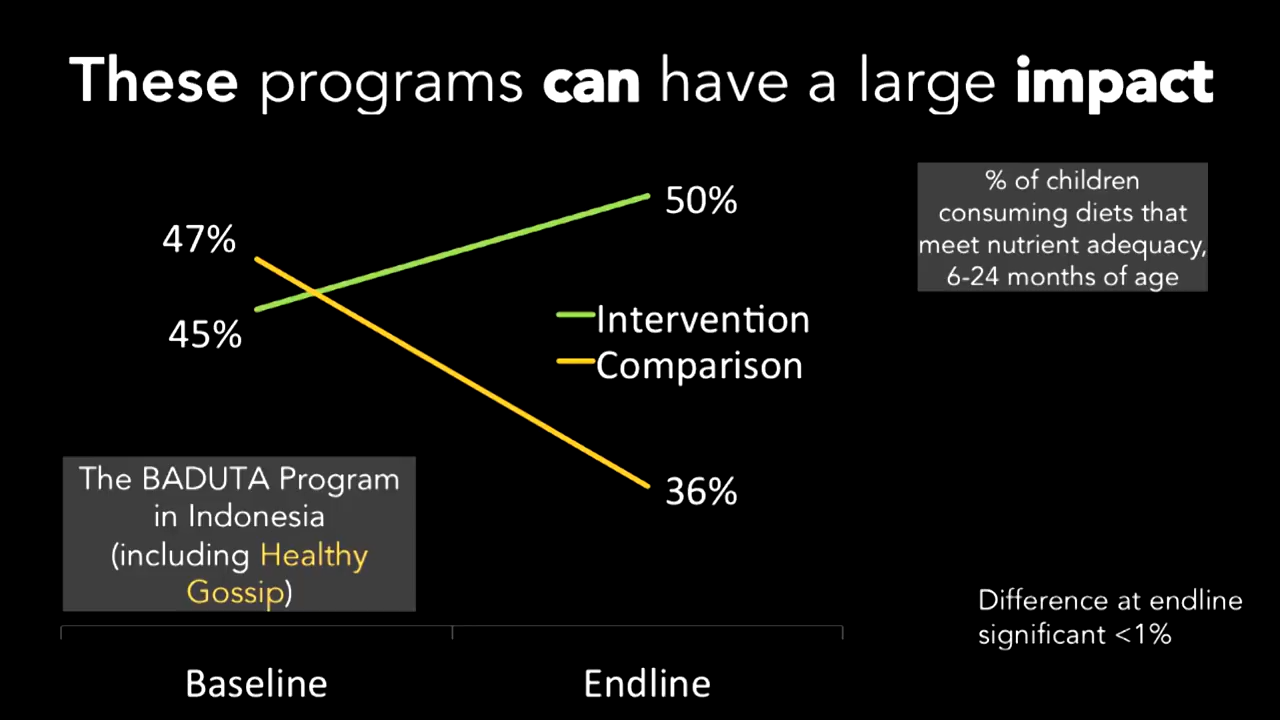 These programs can have a large impact
47%
45%
50%
36%
Intervention
Comparison
% of children
consuming diets that
meet nutrient adequacy,
6-24 months of age
The BADUTA Program
in Indonesia
(including Healthy
Gossip)
Difference at endline
significant <1%
Baseline
Endline